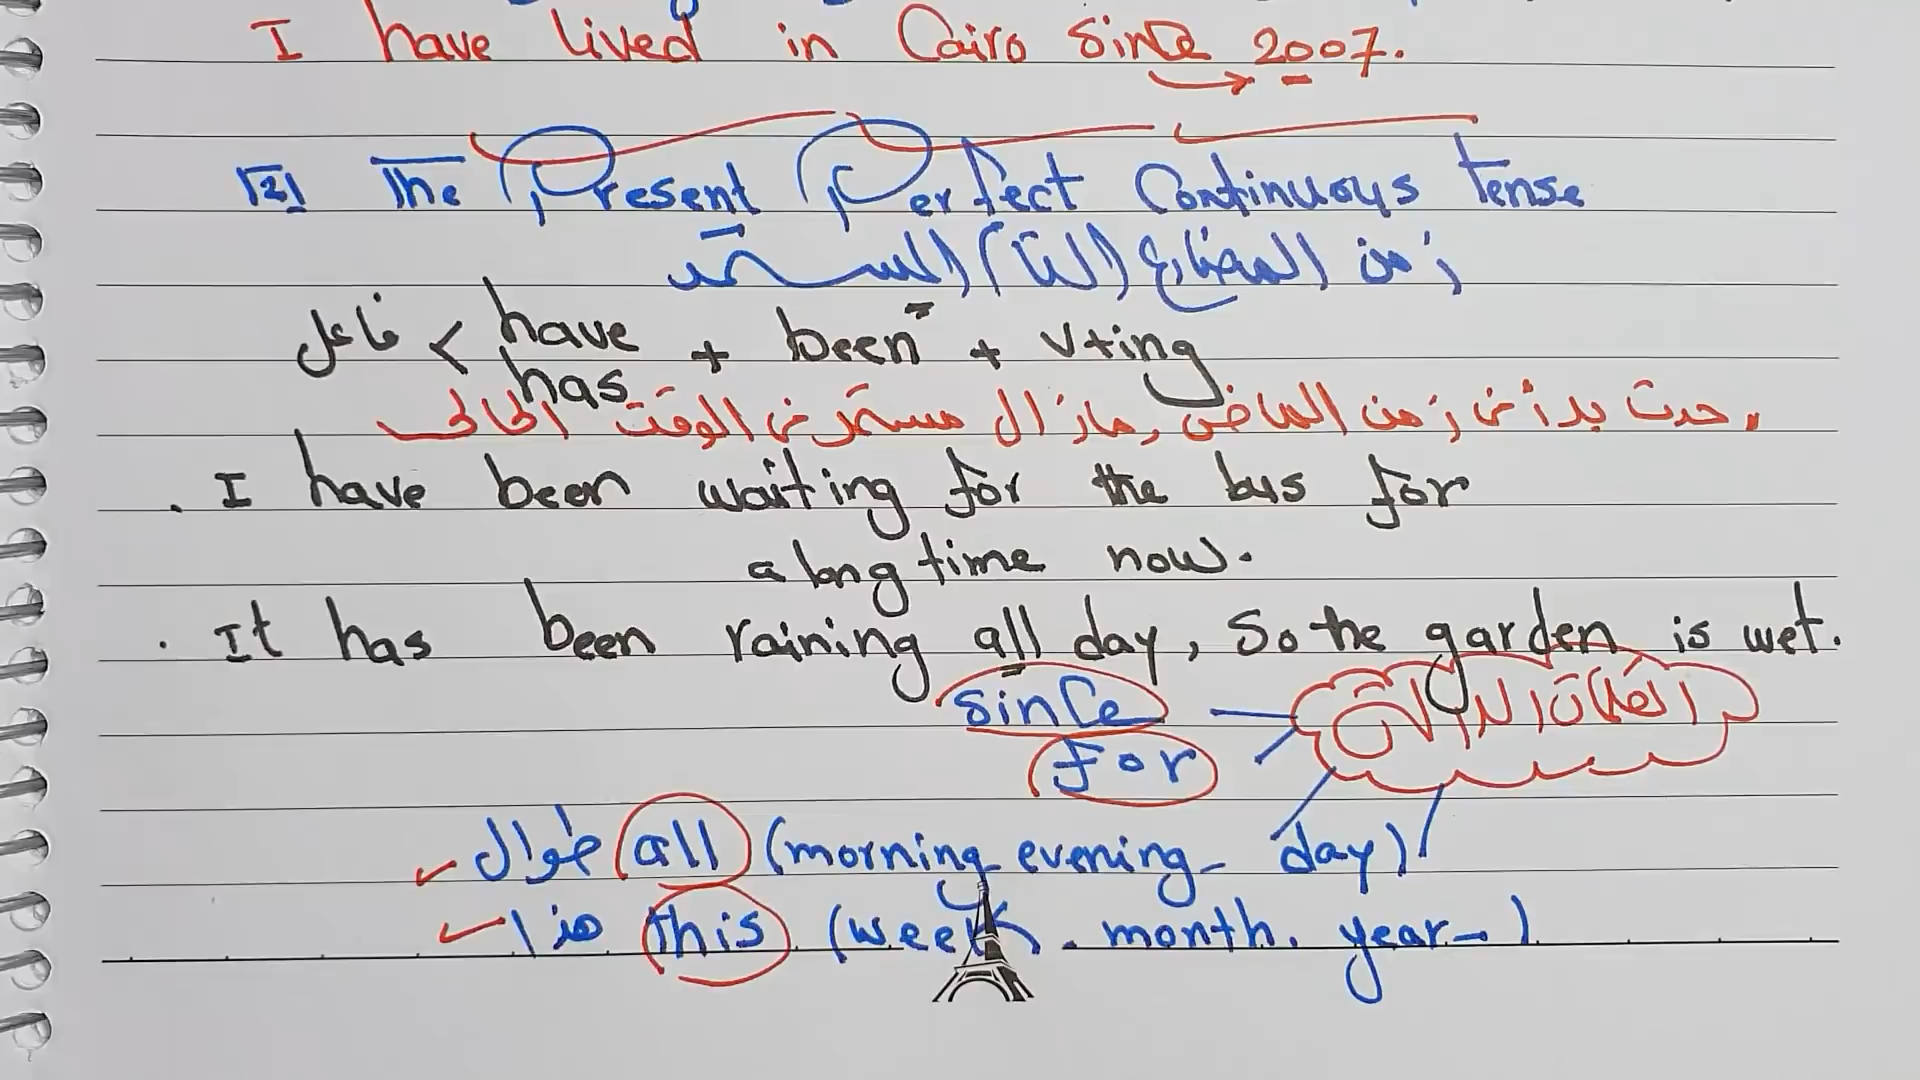 I have lived in Cairo since 2007.
[2] The Present Perfect Continuous tense
زمن المضارع (التام) المستمر
فاعل < have
has + been + v+ing
. حدث بدأ في زمن الماضي ومازال مستمر في الوقت الحالي
. I have been waiting for the bus for
a long time now.
. It has been raining all day, so the garden is wet.
since
for
الكلمات الدالة
طوال all (morning - evening - day)
هذا this (week . month . year - )